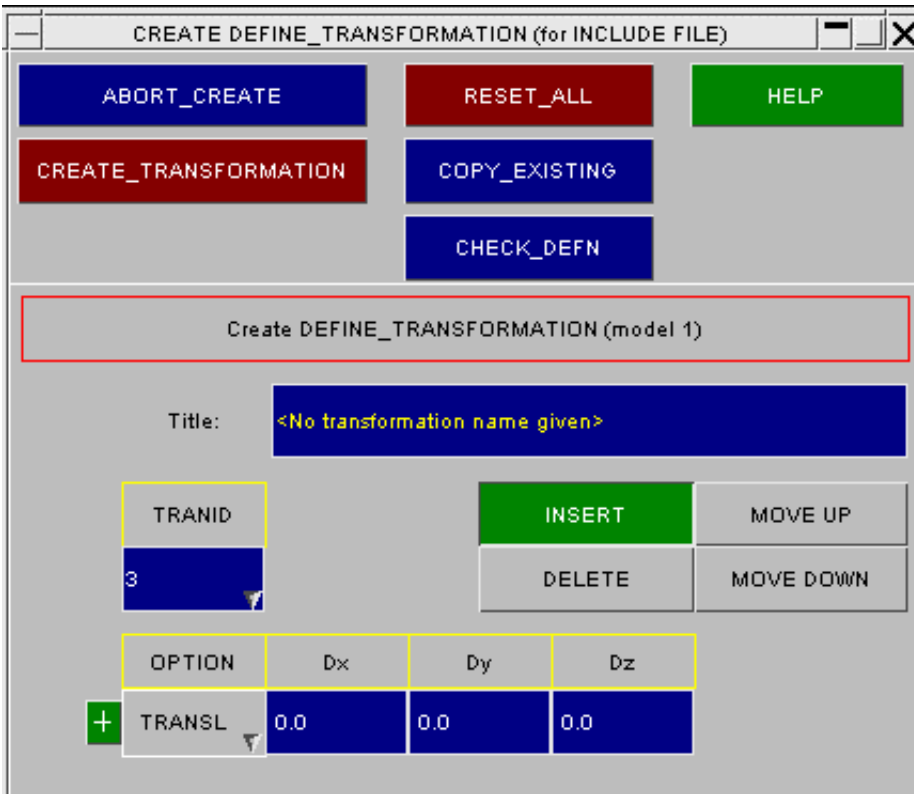 CREATE DEFINE_TRANSFORMATION (for INCLUDE FILE)
ABORT_CREATE RESET_ALL HELP
CREATE_TRANSFORMATION COPY_EXISTING
CHECK_DEFN
Create DEFINE_TRANSFORMATION (model 1)
Title: <No transformation name given>
TRANID INSERT MOVE UP
3 DELETE MOVE DOWN
OPTION Dx Dy Dz
+ TRANSL 0.0 0.0 0.0